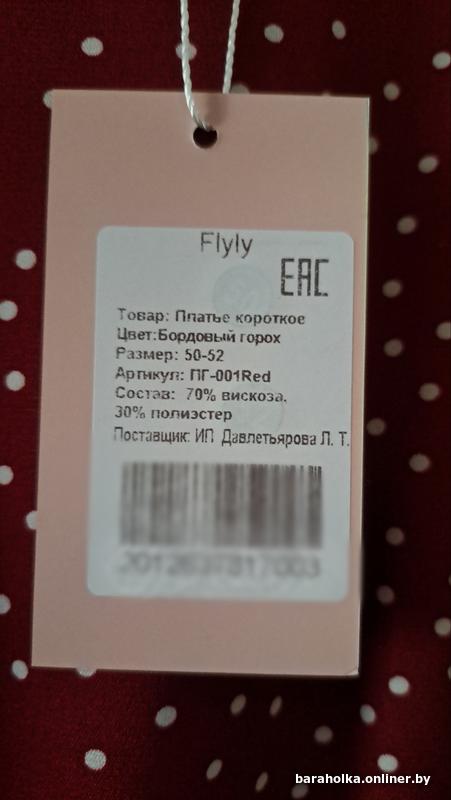 Flyly
EAC
Товар: Платье короткое
Цвет:Бордовый горох
Размер: 50-52
Артикул: ПГ-001Red
Состав: 70% вискоза.
30% полиэстер
Поставщик: ИП Давлетьярова Л. Т.
baraholka.onliner.by